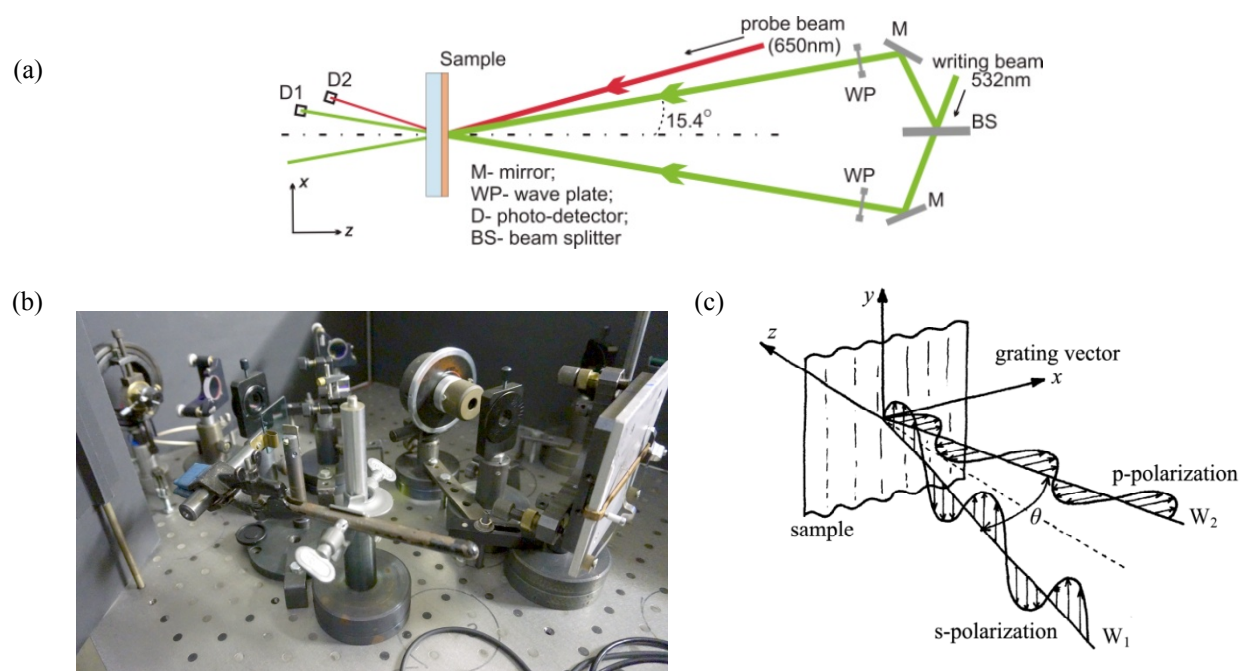 (a)
probe beam
(650nm)
M
Sample
writing beam
532nm
D2
D1
WP
15.4°
BS
WP
M
x
z
M- mirror;
WP- wave plate;
D- photo-detector;
BS- beam splitter
(b)
(c)
y
z
grating vector
x
p-polarization
W2
θ
sample
s-polarization
W1